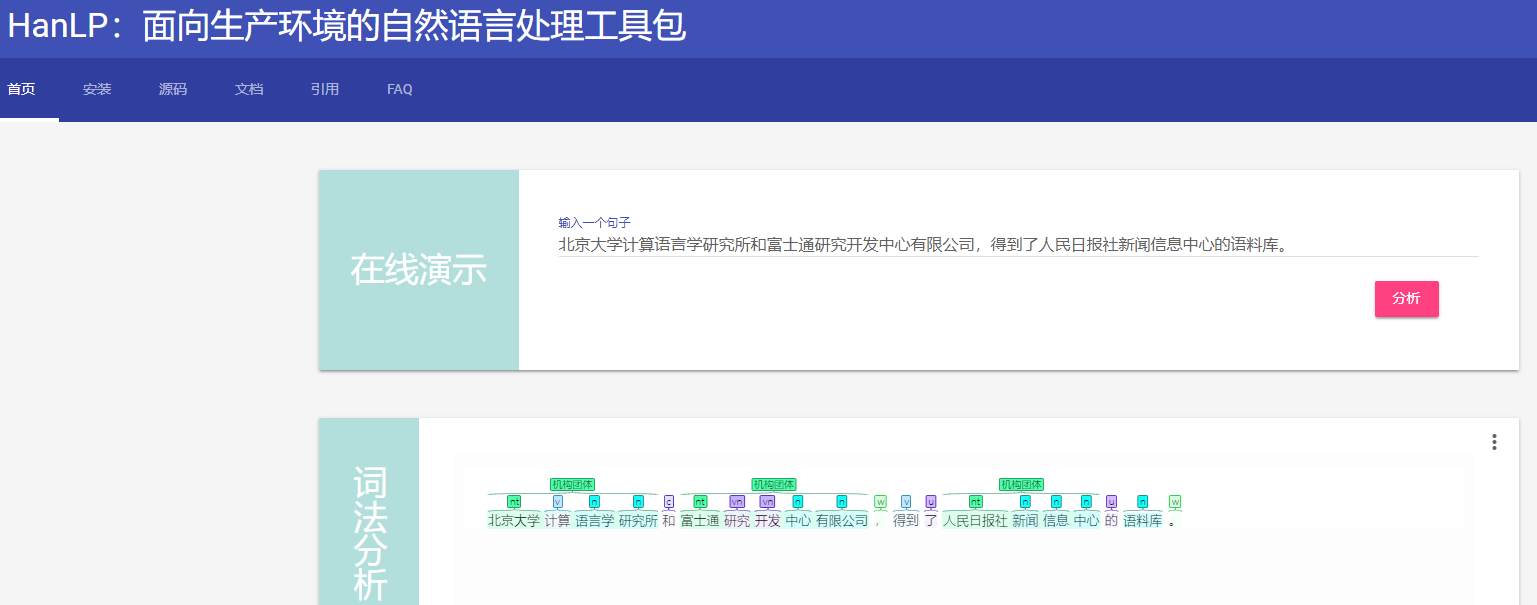 HanLP：面向生产环境的自然语言处理工具包
首页 安装 源码 文档 引用 FAQ
在线演示
输入一个句子
北京大学计算语言学研究所和富士通研究开发中心有限公司，得到了人民日报社新闻信息中心的语料库。
分析
词法分析
机构团体 机构团体 机构团体
nt v n n c nt vn vn n n w v u nt n n n u n w
北京大学 计算 语言学 研究所 和 富士通 研究 开发 中心 有限公司 ， 得到 了 人民日报社 新闻 信息 中心 的 语料库 。